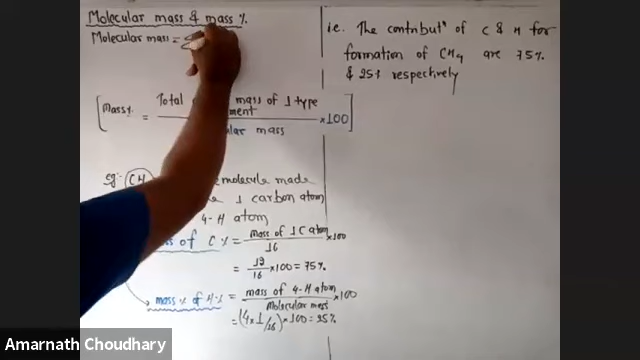 Molecular mass & mass %
Molecular mass =
[Mass% = Total mass of 1 type
ment
× 100]
ular mass
eg:- CH molecule made
1 carbon atom
4-H atom
ss of C% = mass of 1 C atom × 100
16
= 12/16 × 100 = 75%
mass % of H% = mass of 4-H atom × 100
Molecular mass
= (4 × 1/16) × 100 = 25%
i.e. The contribut of C & H for
formation of CH4 are 75%
& 25% respectively
Amarnath Choudhary